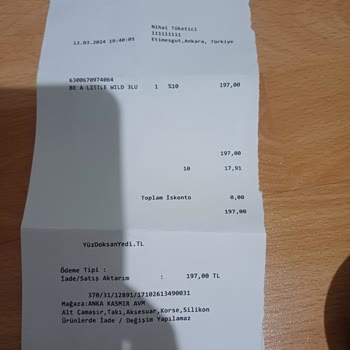 Nihai Tüketici
11111111
12.03.2024 19:40:05
Etimesgut,Ankara, Türkiye
6300670974064
BE A LITTLE WILD 3LU 1 %10 197,00
197,00
10 17,91
Toplam İskonto 0,00
197,00
YüzDoksanYedi.TL
Ödeme Tipi :
İade/Satış Aktarım : 197,00 TL
370/31/12891/17102613490031
Mağaza:ANKA KASMIR AVM
Alt Çamaşır,Takı,Aksesuar,Korse,Silikon
Ürünlerde İade / Değişim Yapılamaz